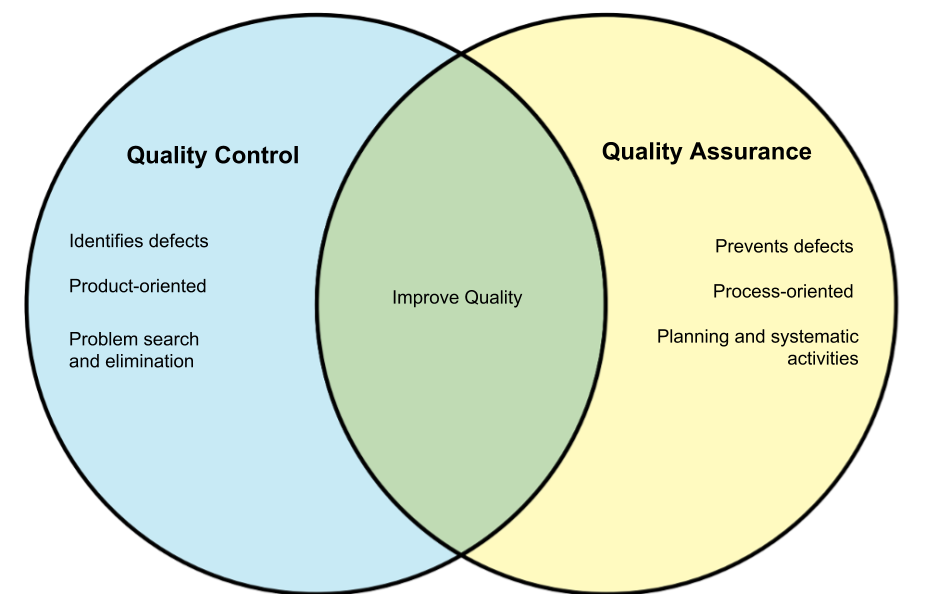 Quality Control
Identifies defects
Product-oriented
Problem search
and elimination
Improve Quality
Quality Assurance
Prevents defects
Process-oriented
Planning and systematic
activities